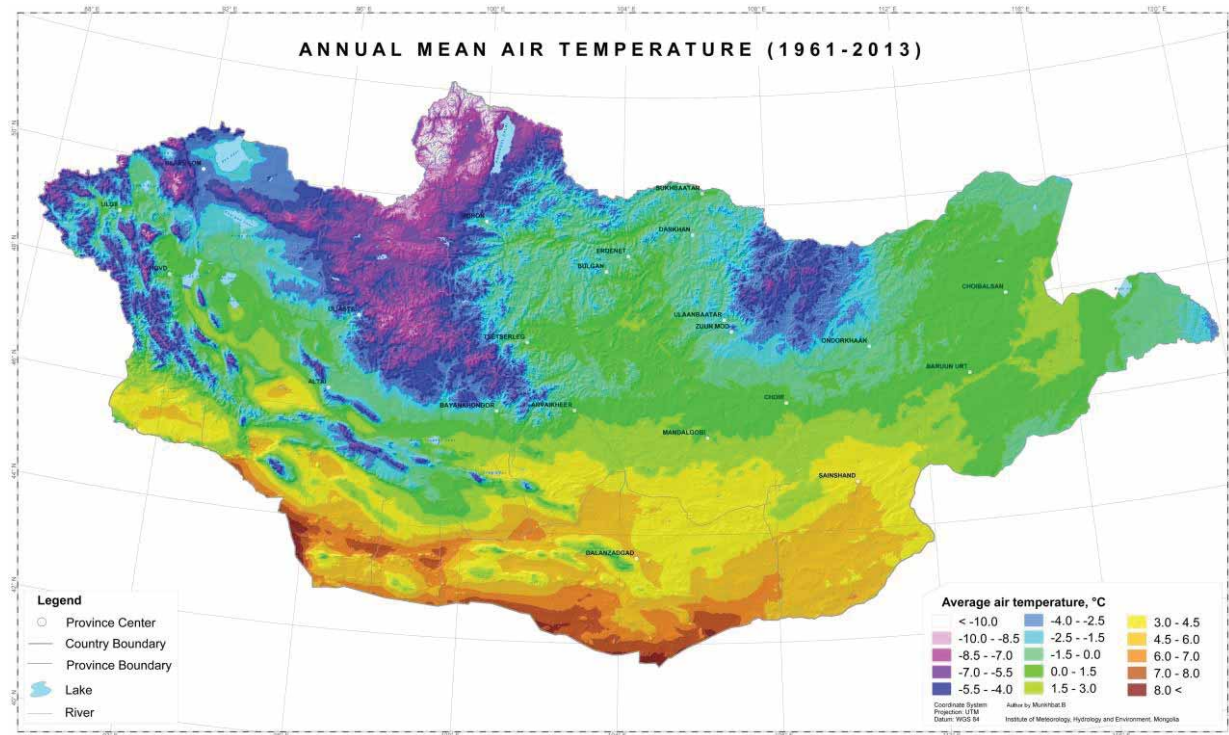 ANNUAL MEAN AIR TEMPERATURE (1961-2013)
SUKHBAATAR
ULGII
DARKHAN
ERDENET
BULGAN
CHOIBALSAN
ULAANBAATAR
ZUUN MOD
TSETSERLEG
ONDORKHAAN
BARUUN URT
ALTAI
BAYANKHONGOR
ARVAIKHEER
CHOIR
MANDALGOBI
SAINSHAND
DALANZADGAD
Legend
Province Center
Country Boundary
Province Boundary
Lake
River
Average air temperature, °C
< -10.0
-10.0 - -8.5
-8.5 - -7.0
-7.0 - -5.5
-5.5 - -4.0
-4.0 - -2.5
-2.5 - -1.5
-1.5 - 0.0
0.0 - 1.5
1.5 - 3.0
3.0 - 4.5
4.5 - 6.0
6.0 - 7.0
7.0 - 8.0
8.0 <
Coordinate System Author by Munkhbat.B
Projection: UTM
Datum: WGS 84 Institute of Meteorology, Hydrology and Environment, Mongolia